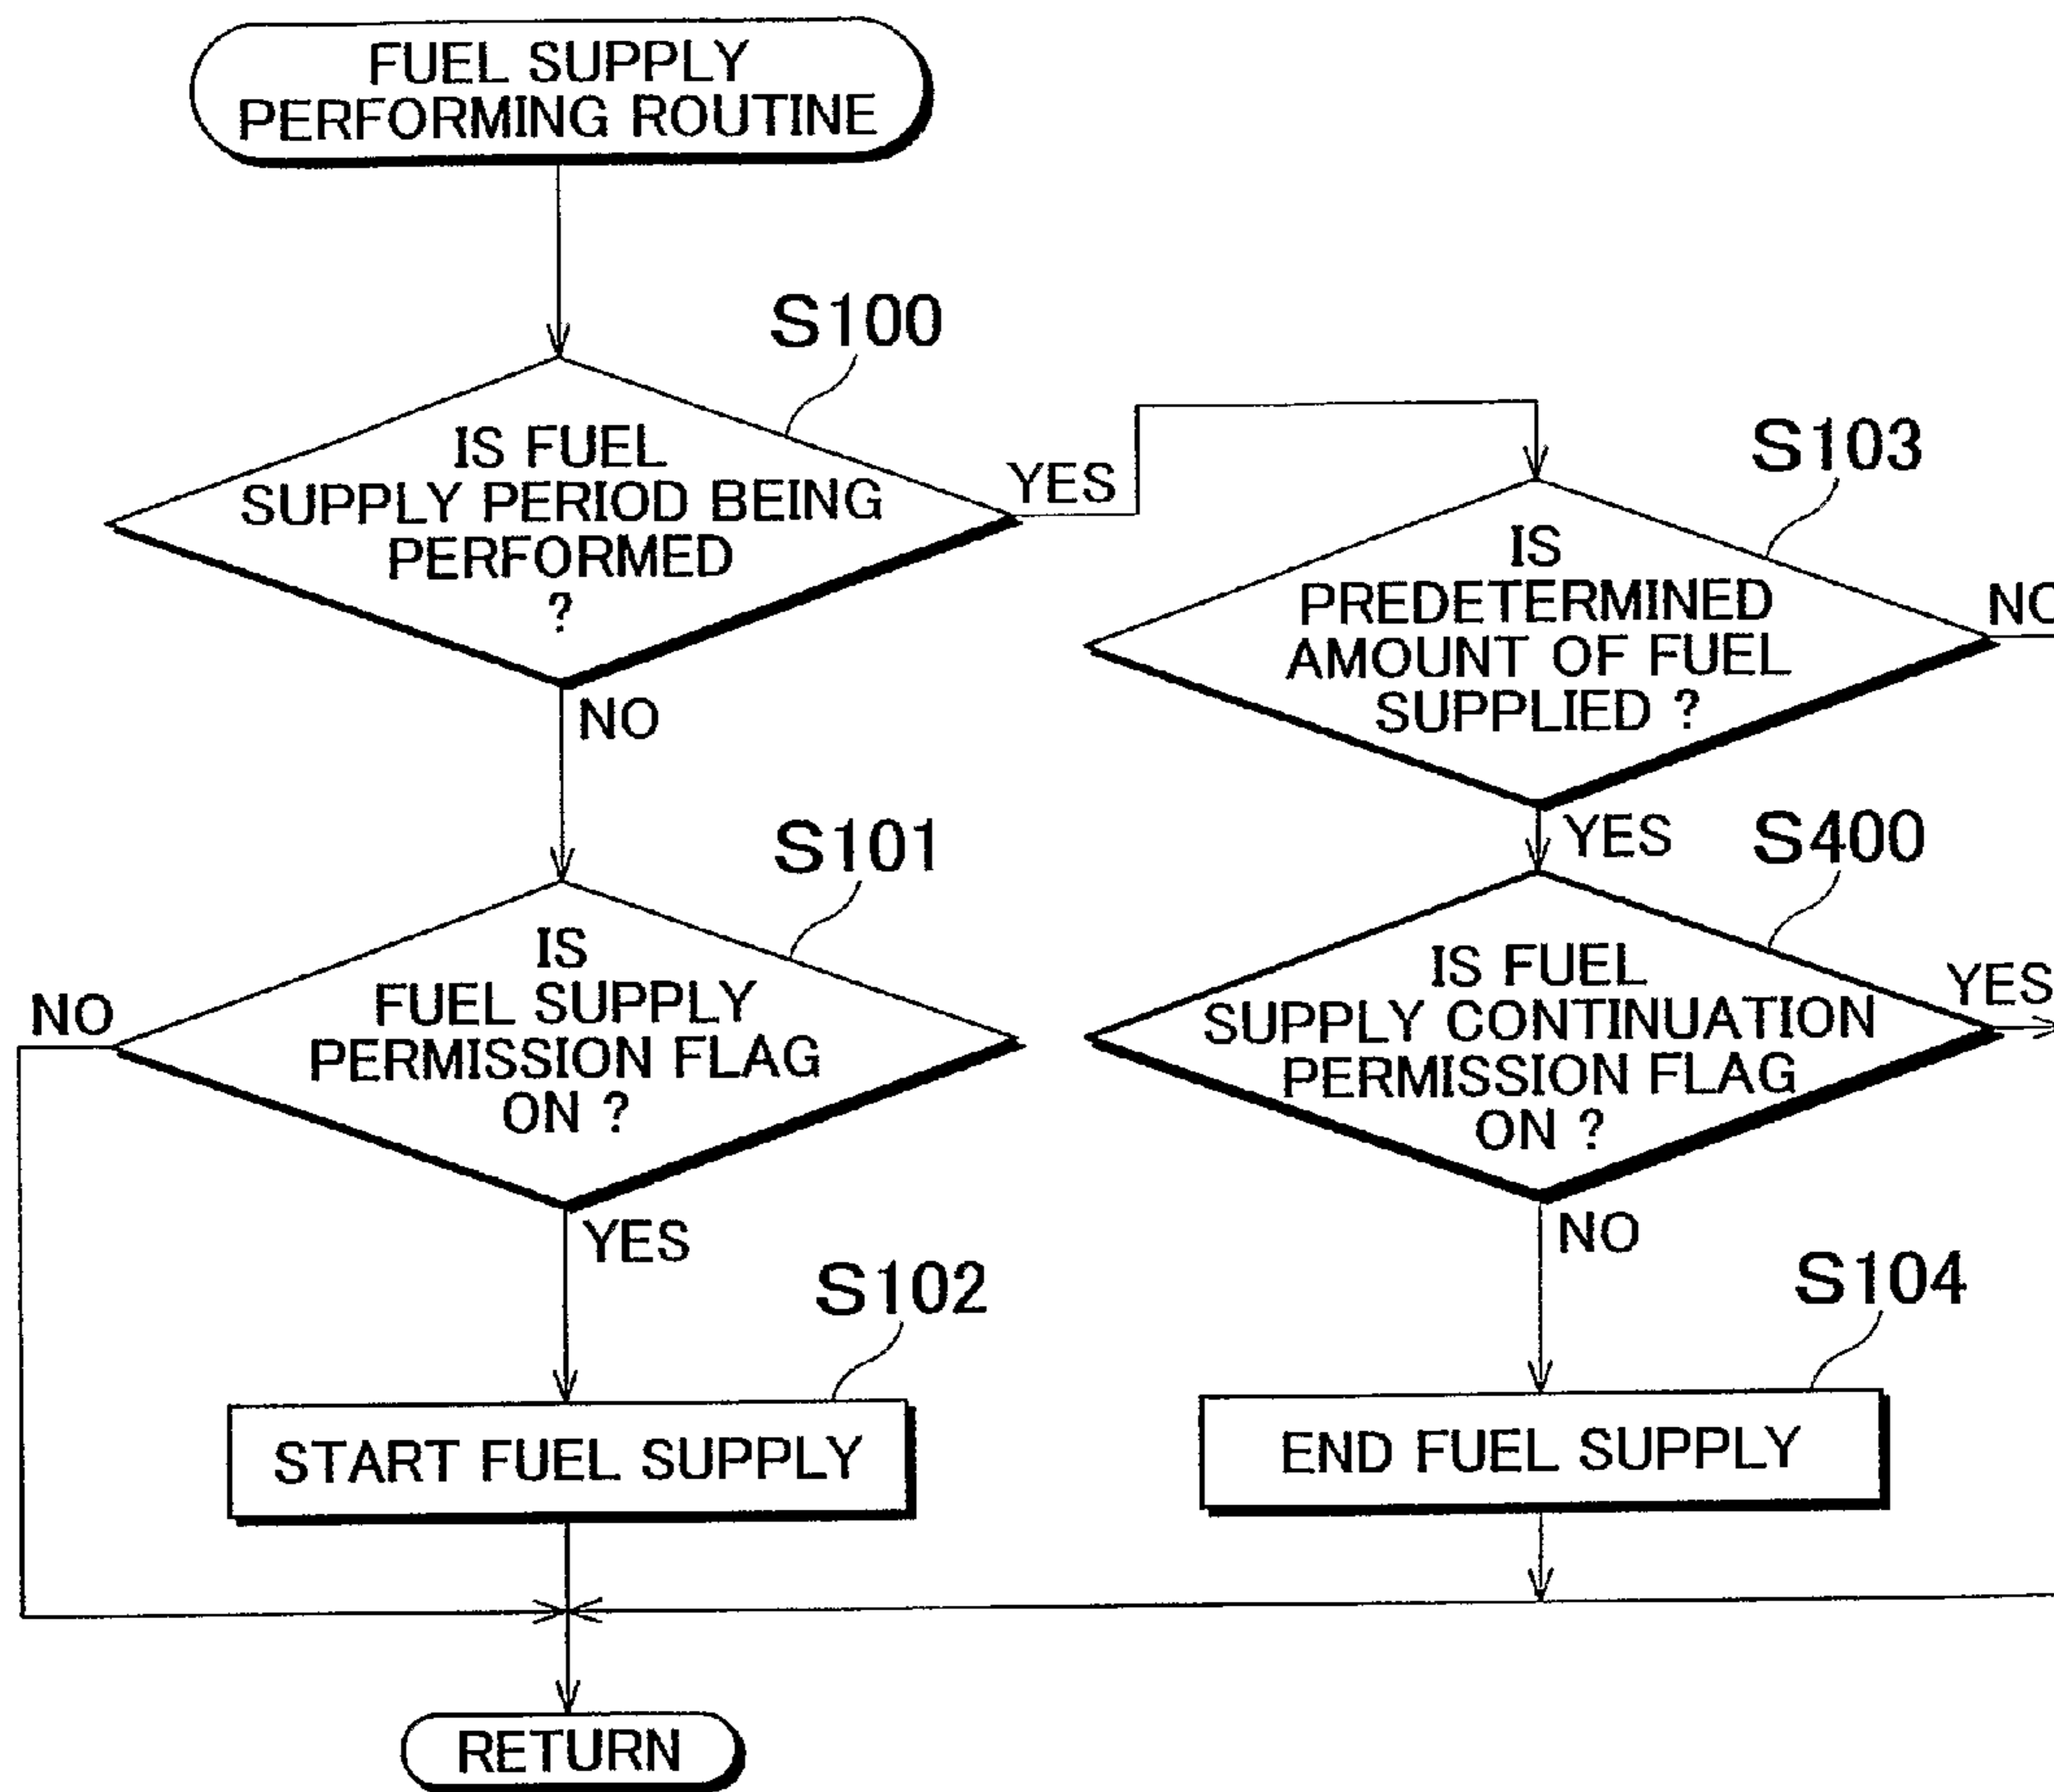 FUEL SUPPLY
PERFORMING ROUTINE
S100
IS FUEL
SUPPLY PERIOD BEING
PERFORMED
?
YES
NO
S101
IS
FUEL SUPPLY
PERMISSION FLAG
ON ?
NO
YES
S102
START FUEL SUPPLY
S103
IS
PREDETERMINED
AMOUNT OF FUEL
SUPPLIED ?
NO
YES
S400
IS FUEL
SUPPLY CONTINUATION
PERMISSION FLAG
ON ?
YES
NO
S104
END FUEL SUPPLY
RETURN